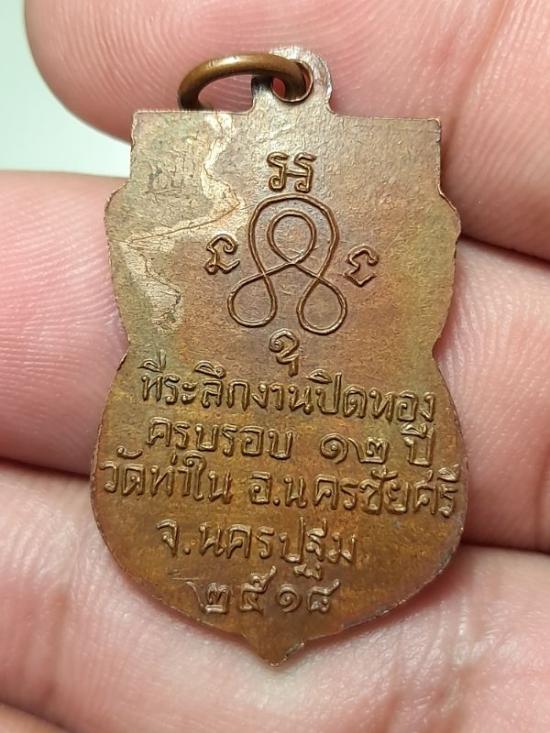 ที่ระลึกงานปิดทอง
ครบรอบ ๑๒ ปี
วัดท่าใน อ.นครชัยศรี
จ.นครปฐม
๒๕๑๘